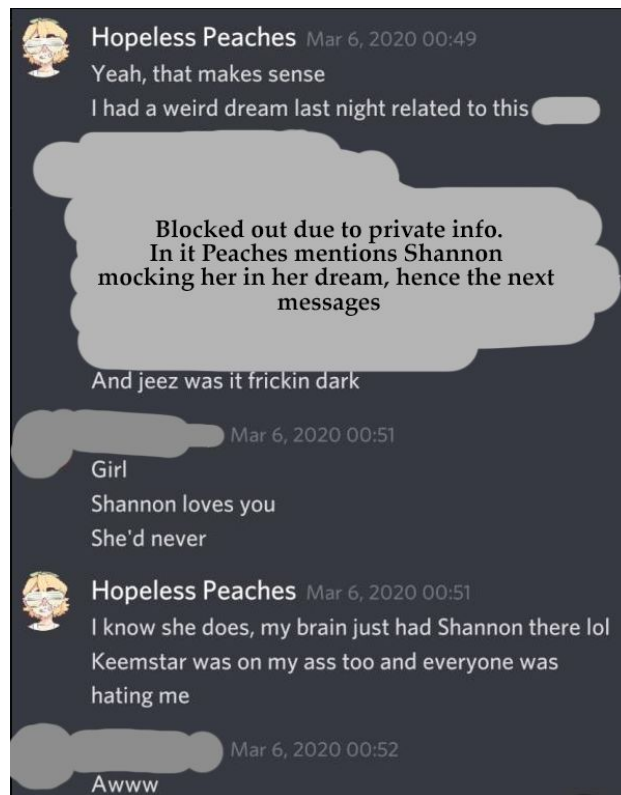 Hopeless Peaches Mar 6, 2020 00:49
Yeah, that makes sense
I had a weird dream last night related to this
Blocked out due to private info.
In it Peaches mentions Shannon
mocking her in her dream, hence the next
messages
And jeez was it frickin dark
Mar 6, 2020 00:51
Girl
Shannon loves you
She'd never
Hopeless Peaches Mar 6, 2020 00:51
I know she does, my brain just had Shannon there lol
Keemstar was on my ass too and everyone was
hating me
Mar 6, 2020 00:52
Awww